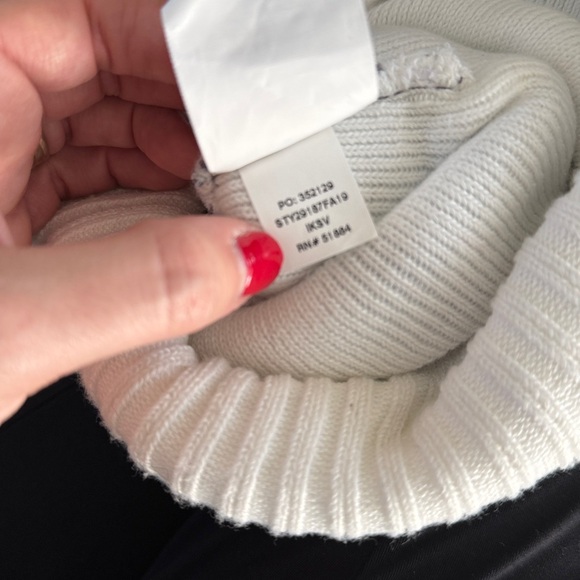 PO: 352129
STY29187FA19
IKSV
RN# 51884